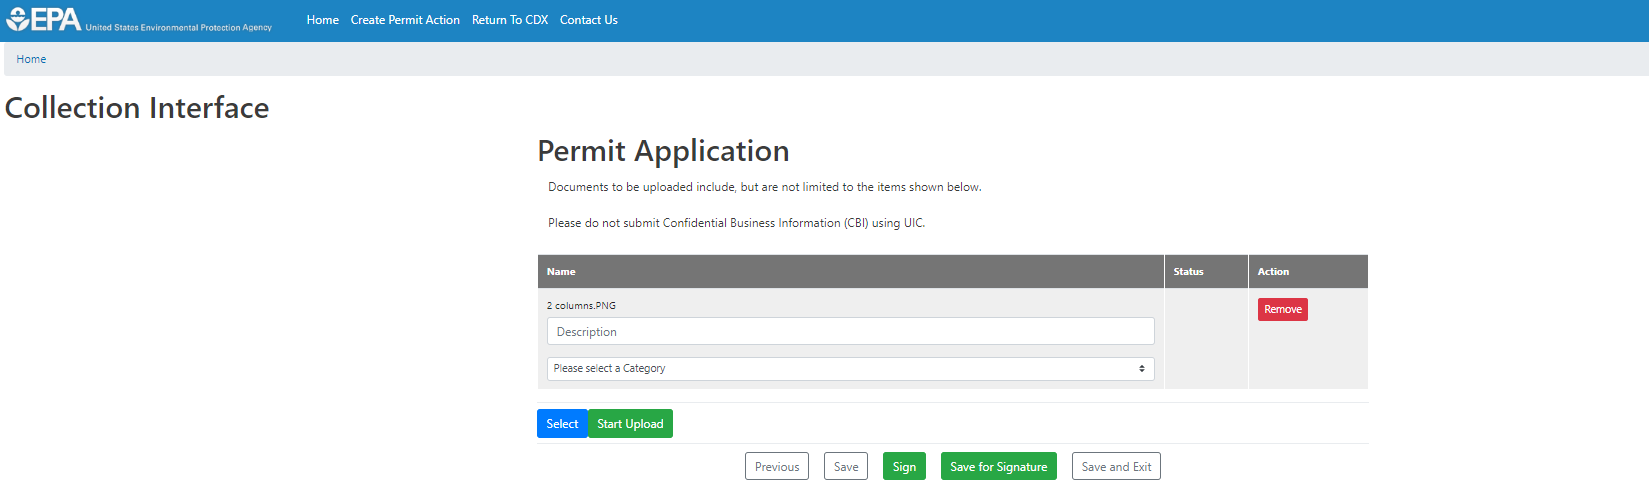 EPA United States Environmental Protection Agency
Home Create Permit Action Return To CDX Contact Us
Home
Collection Interface
Permit Application
Documents to be uploaded include, but are not limited to the items shown below.
Please do not submit Confidential Business Information (CBI) using UIC.
Name Status Action
2 columns.PNG
Remove
Description
Please select a Category
Select Start Upload
Previous Save Sign Save for Signature Save and Exit